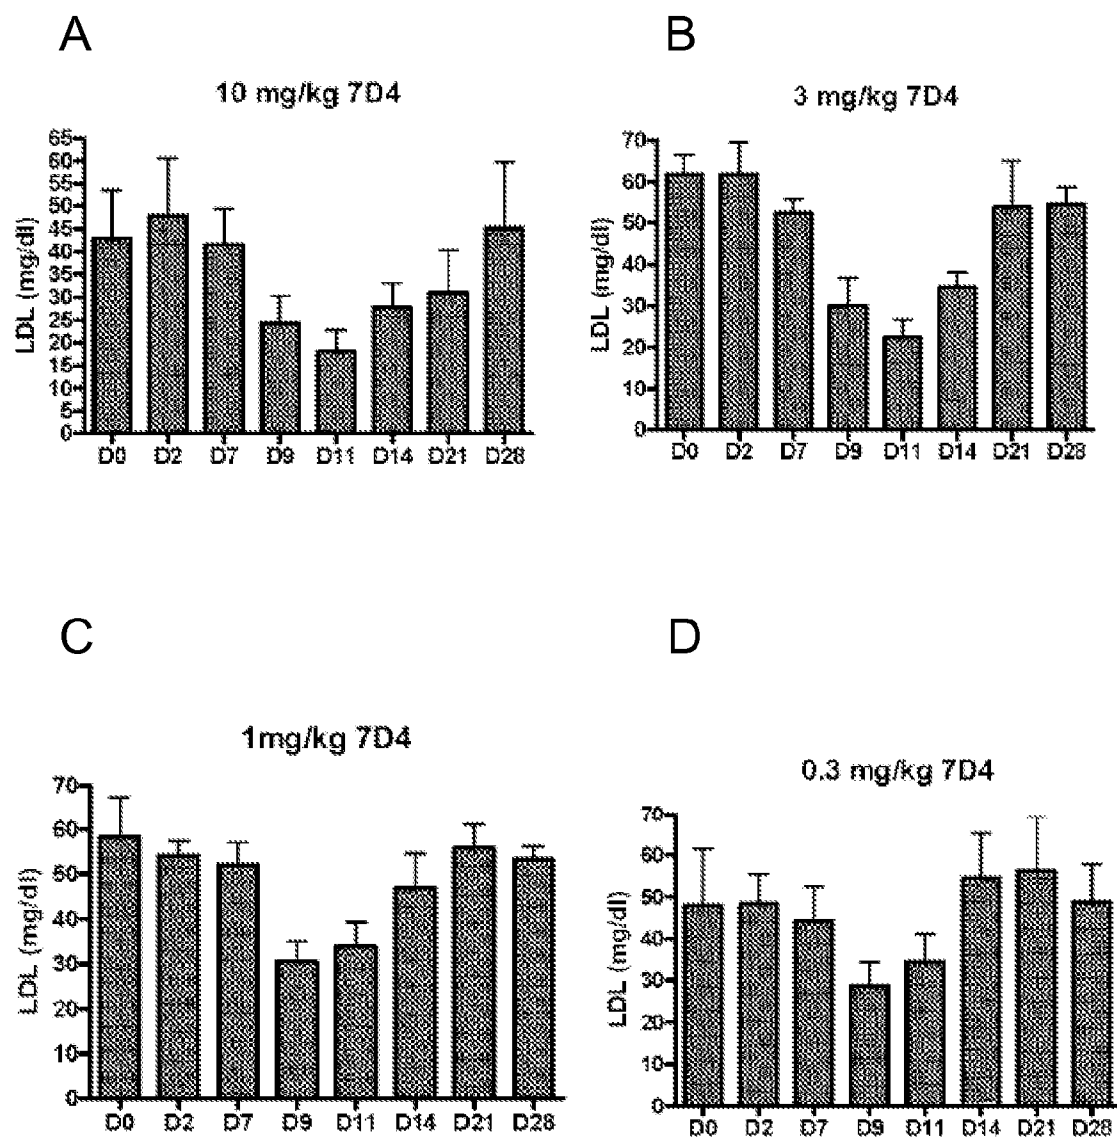 A
10 mg/kg 7D4
65
60
55
50
45
40
35
30
25
20
15
10
5
0
LDL (mg/dl)
D0 D2 D7 D9 D11 D14 D21 D28
B
3 mg/kg 7D4
70
60
50
40
30
20
10
0
LDL (mg/dl)
D0 D2 D7 D9 D11 D14 D21 D28
C
1mg/kg 7D4
70
60
50
40
30
20
10
0
LDL (mg/dl)
D0 D2 D7 D9 D11 D14 D21 D28
D
0.3 mg/kg 7D4
70
60
50
40
30
20
10
0
LDL (mg/dl)
D0 D2 D7 D9 D11 D14 D21 D28